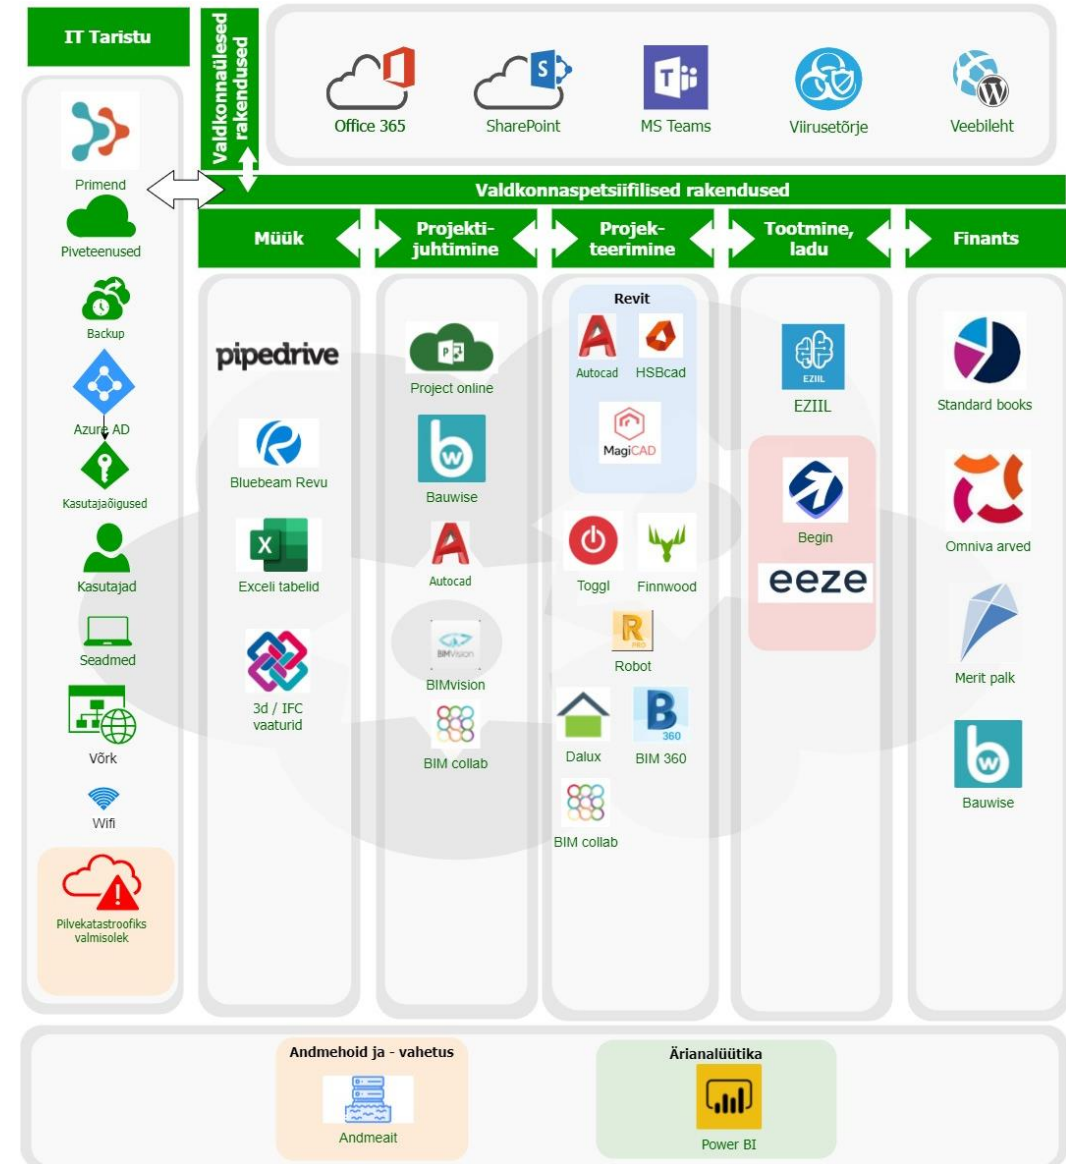 IT Taristu
Valdkonnaülesed
rakendused
Office 365
SharePoint
MS Teams
Viirusetõrje
Veebileht
Primend
Piveteenused
Backup
Azure AD
Kasutajaõigused
Kasutajad
Seadmed
Võrk
Wifi
Pilvekatastroofiks
valmisolek
Valdkonnaspetsiifilised rakendused
Müük
pipedrive
Bluebeam Revu
X
Exceli tabelid
3d / IFC
vaaturid
Projekti-
juhtimine
P
Project online
b
w
Bauwise
Autocad
BIMVision
BIMvision
BIM collab
Projek-
teerimine
Revit
Autocad
HSBcad
MagiCAD
Toggl
Finnwood
R
PRO
Robot
Dalux
B
360
BIM 360
BIM collab
Tootmine,
ladu
EZIIL
EZIIL
Begin
eeze
Finants
Standard books
Omniva arved
Merit palk
b
w
Bauwise
Andmehoid ja - vahetus
Andmeait
Ärianalüütika
Power BI